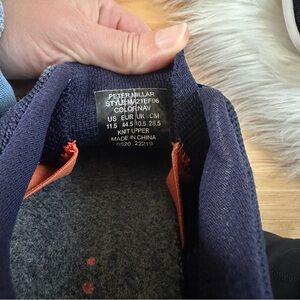 PETER MILLAR
STYLE:MA21EF06
COLOR:NAV
US EUR UK CM
11.5 44.5 10.5 28.5
KNIT UPPER
MADE IN CHINA
0520 22219